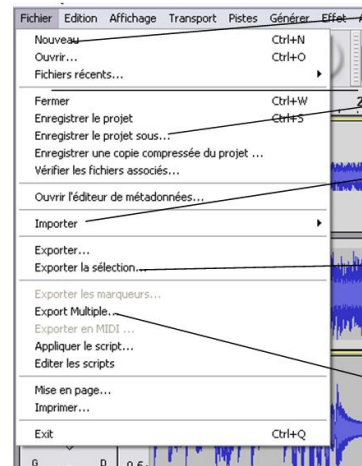 Fichier Edition Affichage Transport Pistes Générer Effet
Nouveau Ctrl+N
Ouvrir... Ctrl+O
Fichiers récents...
Fermer Ctrl+W
Enregistrer le projet Ctrl+S
Enregistrer le projet sous...
Enregistrer une copie compressée du projet ...
Vérifier les fichiers associés...
Ouvrir l'éditeur de métadonnées...
Importer
Exporter...
Exporter la sélection...
Exporter les marqueurs...
Export Multiple...
Exporter en MIDI ...
Appliquer le script...
Editer les scripts
Mise en page...
Imprimer...
Exit Ctrl+Q